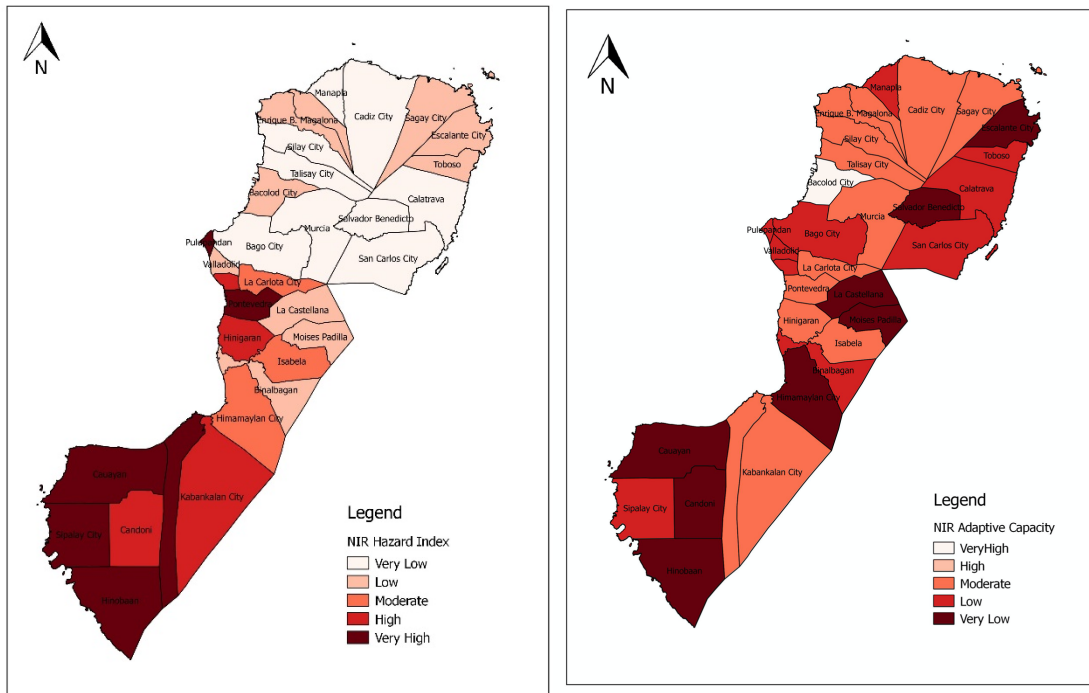 N
Manapla
Cadiz City
Enrique B. Magalona
Sagay City
Escalante City
Silay City
Toboso
Talisay City
Bacolod City
Calatrava
Salvador Benedicto
Murcia
Pulupandan
Bago City
San Carlos City
Valladolid
La Carlota City
Pontevedra
La Castellana
Hinigaran
Moises Padilla
Isabela
Binalbagan
Himamaylan City
Cauayan
Kabankalan City
Sipalay City
Candoni
Hinobaan
Legend
NIR Hazard Index
Very Low
Low
Moderate
High
Very High
N
Manapla
Cadiz City
Enrique B. Magalona
Sagay City
Escalante City
Silay City
Toboso
Talisay City
Bacolod City
Calatrava
Salvador Benedicto
Murcia
Pulupandan
Bago City
San Carlos City
Valladolid
La Carlota City
Pontevedra
La Castellana
Hinigaran
Moises Padilla
Isabela
Binalbagan
Himamaylan City
Cauayan
Kabankalan City
Sipalay City
Candoni
Hinobaan
Legend
NIR Adaptive Capacity
VeryHigh
High
Moderate
Low
Very Low